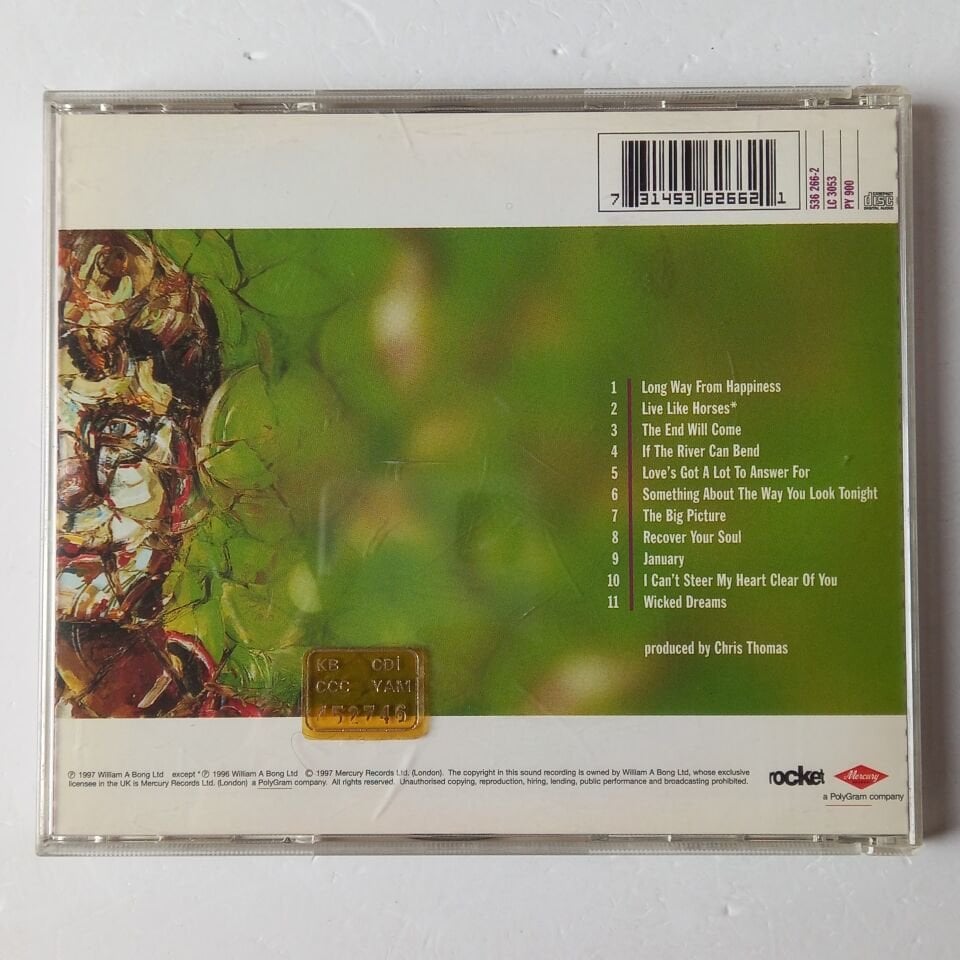 7 31453 62662 1
536 266-2
LC 3053
PY 900
COMPACT
disc
DIGITAL AUDIO
1 Long Way From Happiness
2 Live Like Horses*
3 The End Will Come
4 If The River Can Bend
5 Love's Got A Lot To Answer For
6 Something About The Way You Look Tonight
7 The Big Picture
8 Recover Your Soul
9 January
10 I Can't Steer My Heart Clear Of You
11 Wicked Dreams
produced by Chris Thomas
KB CDİ
CCC YAM
452746
℗ 1997 William A Bong Ltd except *℗ 1996 William A Bong Ltd © 1997 Mercury Records Ltd. (London). The copyright in this sound recording is owned by William A Bong Ltd, whose exclusive
licensee in the UK is Mercury Records Ltd. (London) a PolyGram company. All rights reserved. Unauthorised copying, reproduction, hiring, lending, public performance and broadcasting prohibited.
rocket
Mercury
a PolyGram company